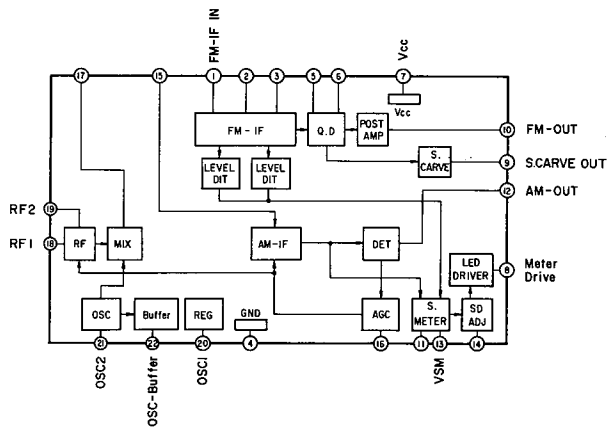 FM-IF IN
Vcc
17
15
1
2
3
5
6
7
Vcc
FM-IF
Q.D
POST
AMP
10
FM-OUT
LEVEL
DIT
LEVEL
DIT
S.
CARVE
9
S.CARVE OUT
12
AM-OUT
RF2
19
RF1
18
RF
MIX
AM-IF
DET
LED
DRIVER
8
Meter
Drive
OSC
Buffer
REG
GND
AGC
S.
METER
SD
ADJ
21
22
20
4
16
11
13
14
OSC2
OSC-Buffer
OSC1
VSM